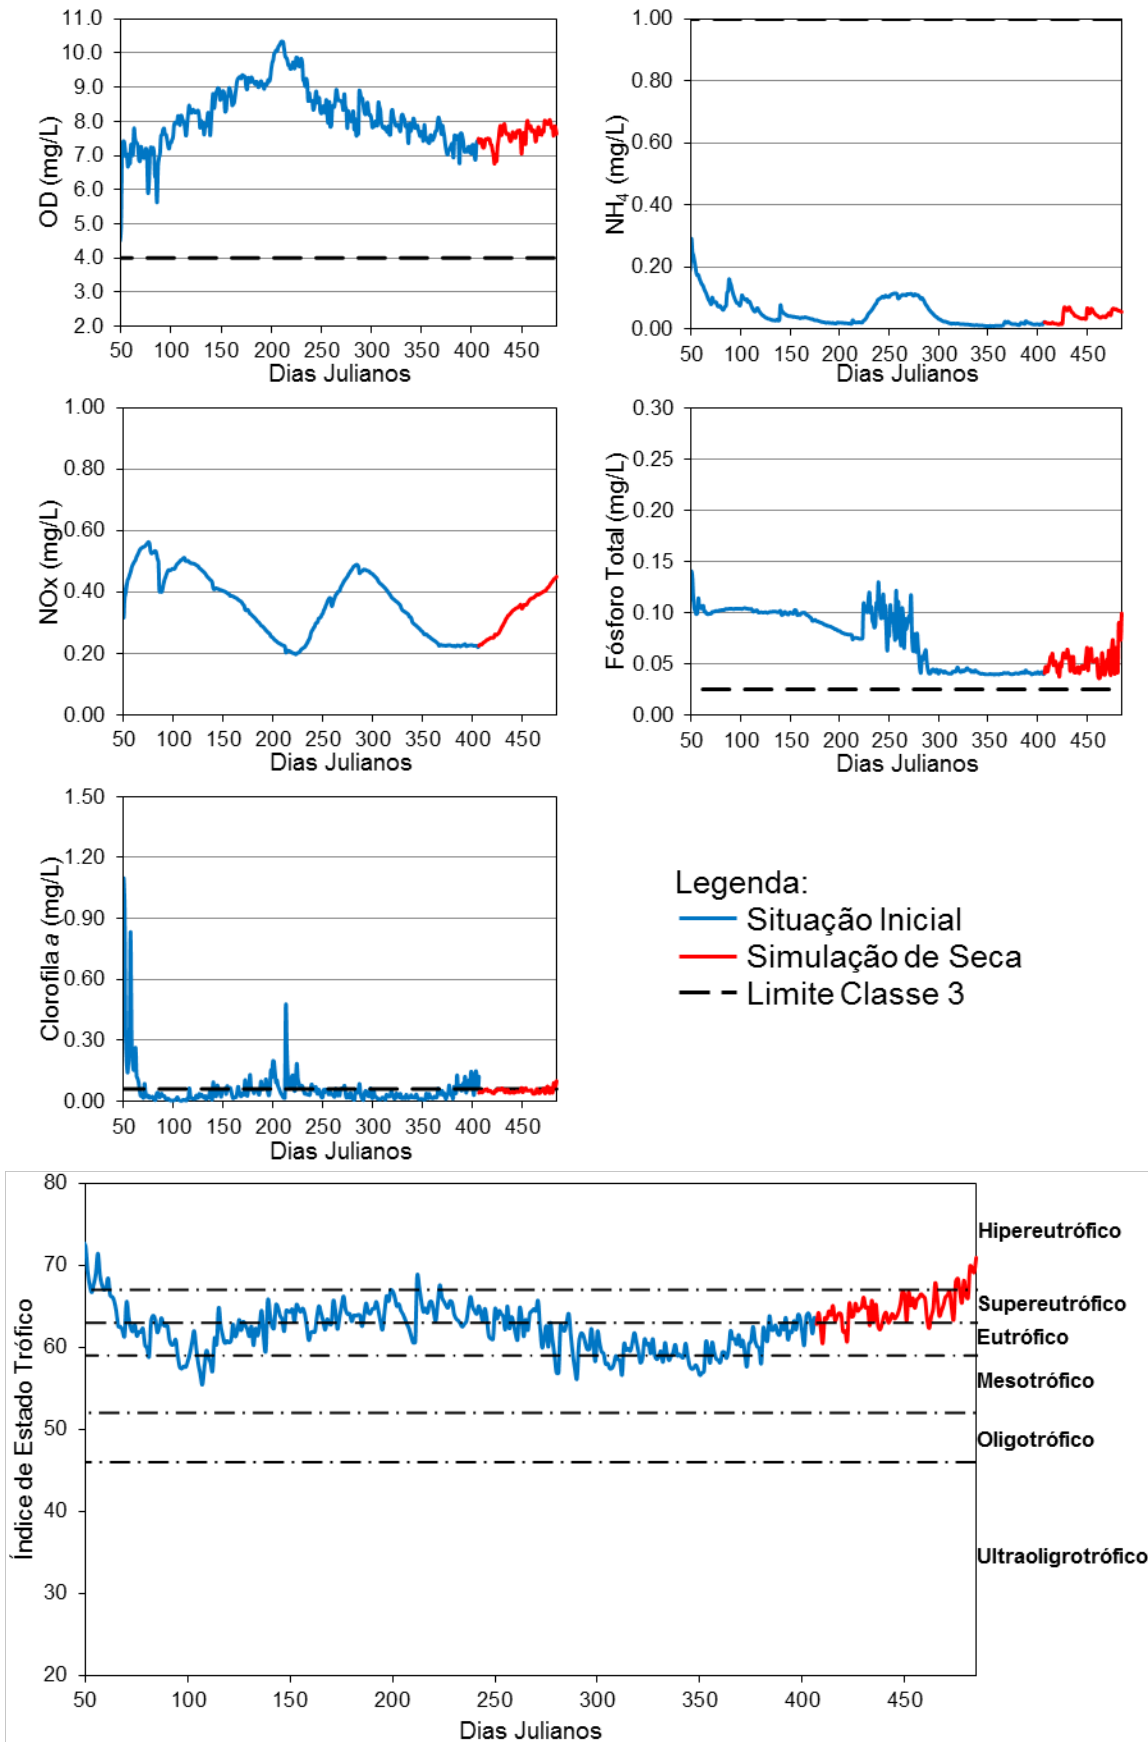 OD (mg/L)
11.0
10.0
9.0
8.0
7.0
6.0
5.0
4.0
3.0
2.0
50 100 150 200 250 300 350 400 450
Dias Julianos
NH4 (mg/L)
1.00
0.80
0.60
0.40
0.20
0.00
50 100 150 200 250 300 350 400 450
Dias Julianos
NOx (mg/L)
1.00
0.80
0.60
0.40
0.20
0.00
50 100 150 200 250 300 350 400 450
Dias Julianos
Fósforo Total (mg/L)
0.30
0.25
0.20
0.15
0.10
0.05
0.00
50 100 150 200 250 300 350 400 450
Dias Julianos
Clorofila a (mg/L)
1.50
1.20
0.90
0.60
0.30
0.00
50 100 150 200 250 300 350 400 450
Dias Julianos
Legenda:
Situação Inicial
Simulação de Seca
Limite Classe 3
Índice de Estado Trófico
80
70
60
50
40
30
20
50 100 150 200 250 300 350 400 450
Dias Julianos
Hipereutrófico
Supereutrófico
Eutrófico
Mesotrófico
Oligotrófico
Ultraoligrotrófico